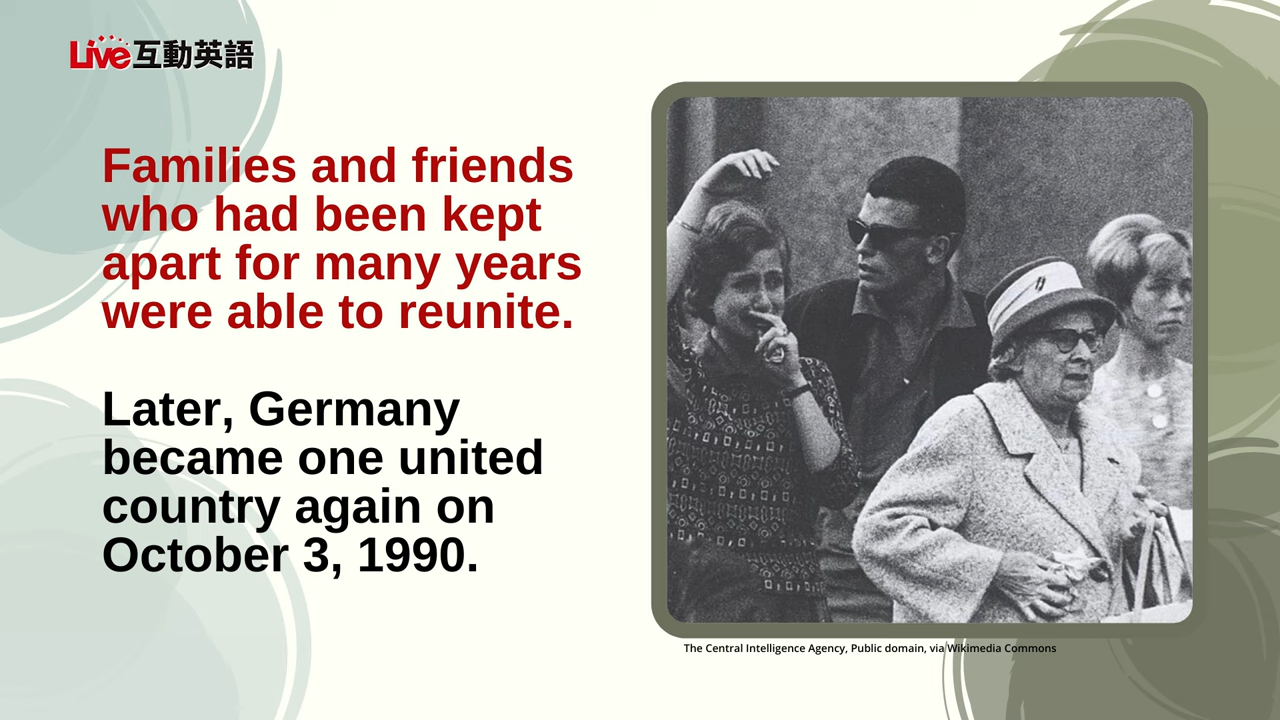 Live互動英語
Families and friends
who had been kept
apart for many years
were able to reunite.
Later, Germany
became one united
country again on
October 3, 1990.
The Central Intelligence Agency, Public domain, via Wikimedia Commons